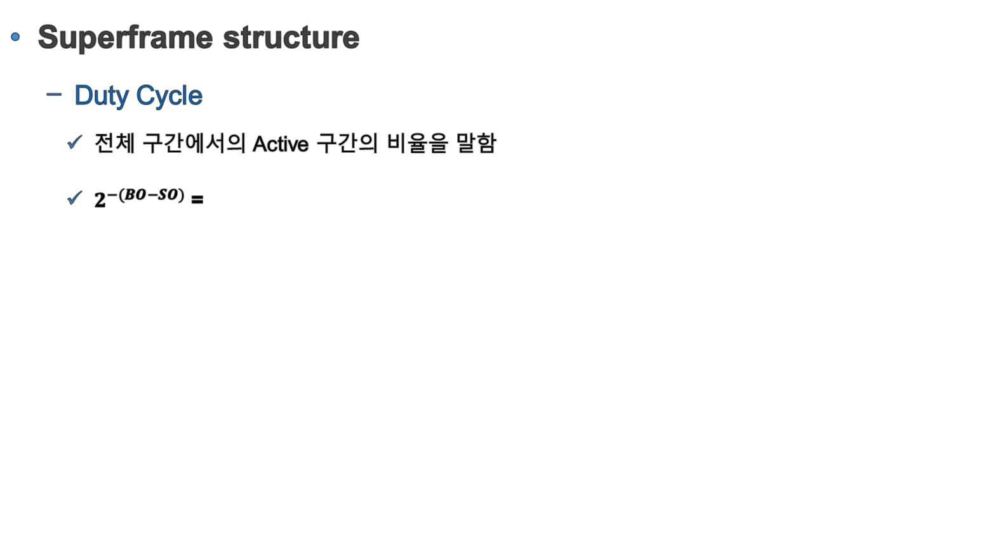 • Superframe structure
– Duty Cycle
✓ 전체 구간에서의 Active 구간의 비율을 말함
✓ 2^{−(BO−SO)} =